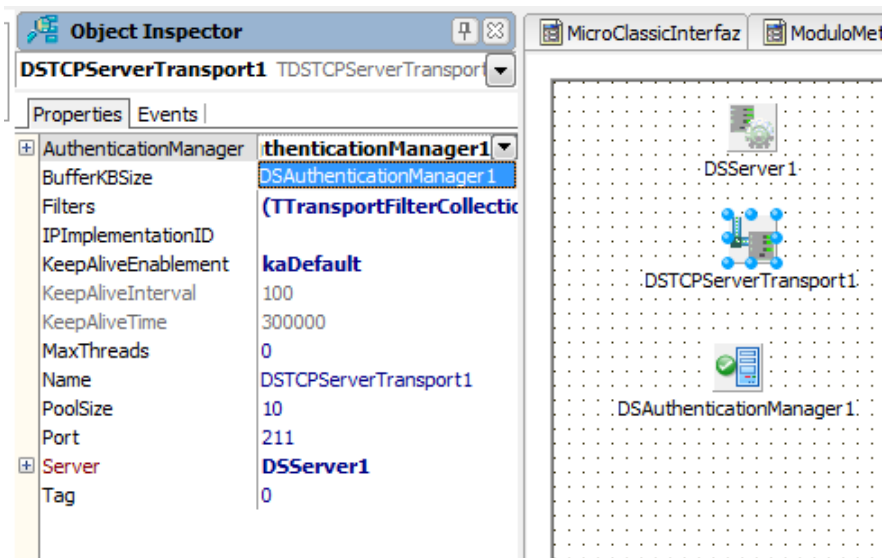 Object Inspector
DSTCPServerTransport1 TDSTCPServerTransport
Properties Events
AuthenticationManager thenticationManager1
DSAuthenticationManager1
BufferKBSize
Filters (TTransportFilterCollectio
IPImplementationID
KeepAliveEnablement kaDefault
KeepAliveInterval 100
KeepAliveTime 300000
MaxThreads 0
Name DSTCPServerTransport1
PoolSize 10
Port 211
Server DSServer1
Tag 0
MicroClassicInterfaz ModuloMet
DSServer1
DSTCPServerTransport1
DSAuthenticationManager1